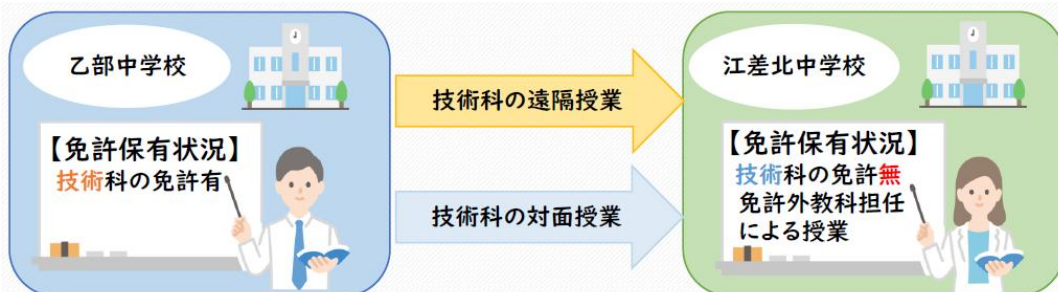 乙部中学校
【免許保有状況】
技術科の免許有
技術科の遠隔授業
技術科の対面授業
江差北中学校
【免許保有状況】
技術科の免許無
免許外教科担任
による授業